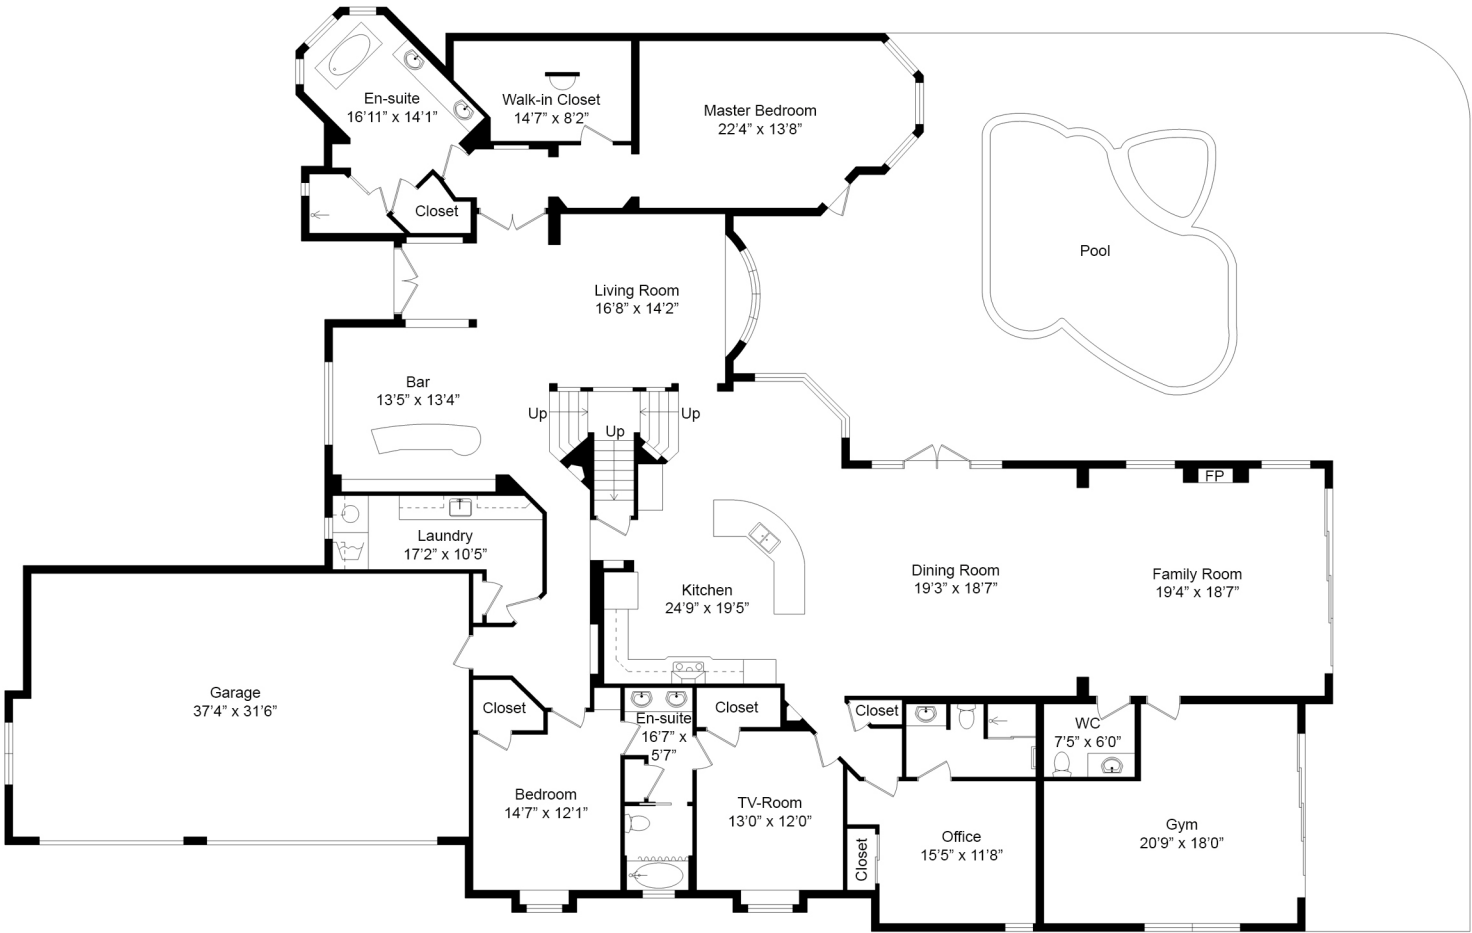 En-suite
16’11” x 14’1”
Walk-in Closet
14’7” x 8’2”
Master Bedroom
22’4” x 13’8”
Closet
Pool
Living Room
16’8” x 14’2”
Bar
13’5” x 13’4”
Up
Up
Up
FP
Laundry
17’2” x 10’5”
Kitchen
24’9” x 19’5”
Dining Room
19’3” x 18’7”
Family Room
19’4” x 18’7”
Garage
37’4” x 31’6”
Closet
En-suite
16’7” x
5’7”
Closet
Closet
WC
7’5” x 6’0”
Bedroom
14’7” x 12’1”
TV-Room
13’0” x 12’0”
Closet
Office
15’5” x 11’8”
Gym
20’9” x 18’0”